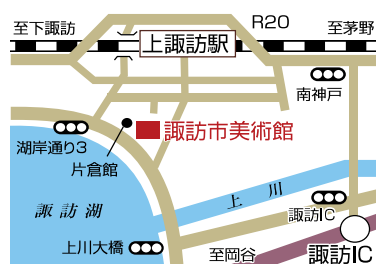 R20
至下諏訪
至茅野
上諏訪駅
南神戸
諏訪市美術館
湖岸通り3
片倉館
上川
諏訪湖
諏訪IC
上川大橋
至岡谷
諏訪IC